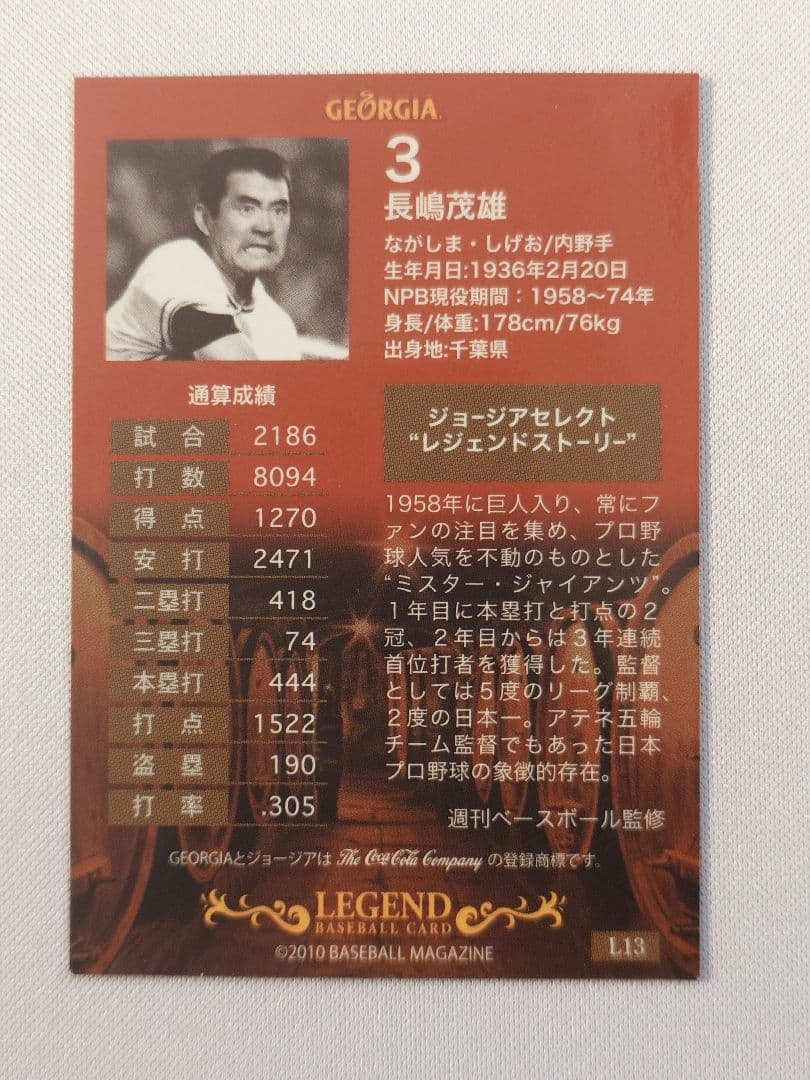 GEORGIA
3
長嶋茂雄
ながしま・しげお/内野手
生年月日:1936年2月20日
NPB現役期間：1958～74年
身長/体重:178cm/76kg
出身地:千葉県
通算成績
試合 2186
打数 8094
得点 1270
安打 2471
二塁打 418
三塁打 74
本塁打 444
打点 1522
盗塁 190
打率 .305
ジョージアセレクト
“レジェンドストーリー”
1958年に巨人入り、常にフ
ァンの注目を集め、プロ野
球人気を不動のものとした
“ミスター・ジャイアンツ”。
１年目に本塁打と打点の２
冠、２年目からは３年連続
首位打者を獲得した。監督
としては５度のリーグ制覇、
２度の日本一。アテネ五輪
チーム監督でもあった日本
プロ野球の象徴的存在。
週刊ベースボール監修
GEORGIAとジョージアは The Coca-Cola Company の登録商標です。
LEGEND
BASEBALL CARD
©2010 BASEBALL MAGAZINE
L13